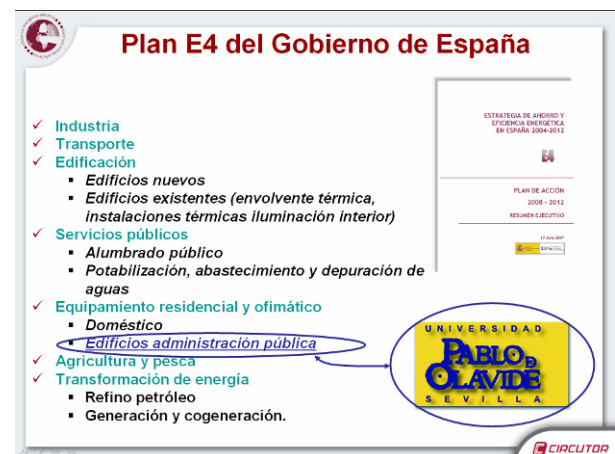 Plan E4 del Gobierno de España
ESTRATEGIA DE AHORRO Y
EFICIENCIA ENERGÉTICA
EN ESPAÑA 2004-2012
E4
PLAN DE ACCIÓN
2008 - 2012
RESUMEN EJECUTIVO
17 Julio 2007
Industria
Transporte
Edificación
Edificios nuevos
Edificios existentes (envolvente térmica,
instalaciones térmicas iluminación interior)
Servicios públicos
Alumbrado público
Potabilización, abastecimiento y depuración de
aguas
Equipamiento residencial y ofimático
Doméstico
Edificios administración pública
Agricultura y pesca
Transformación de energía
Refino petróleo
Generación y cogeneración.
UNIVERSIDAD
PABLO DE
OLAVIDE
SEVILLA
CIRCUTOR